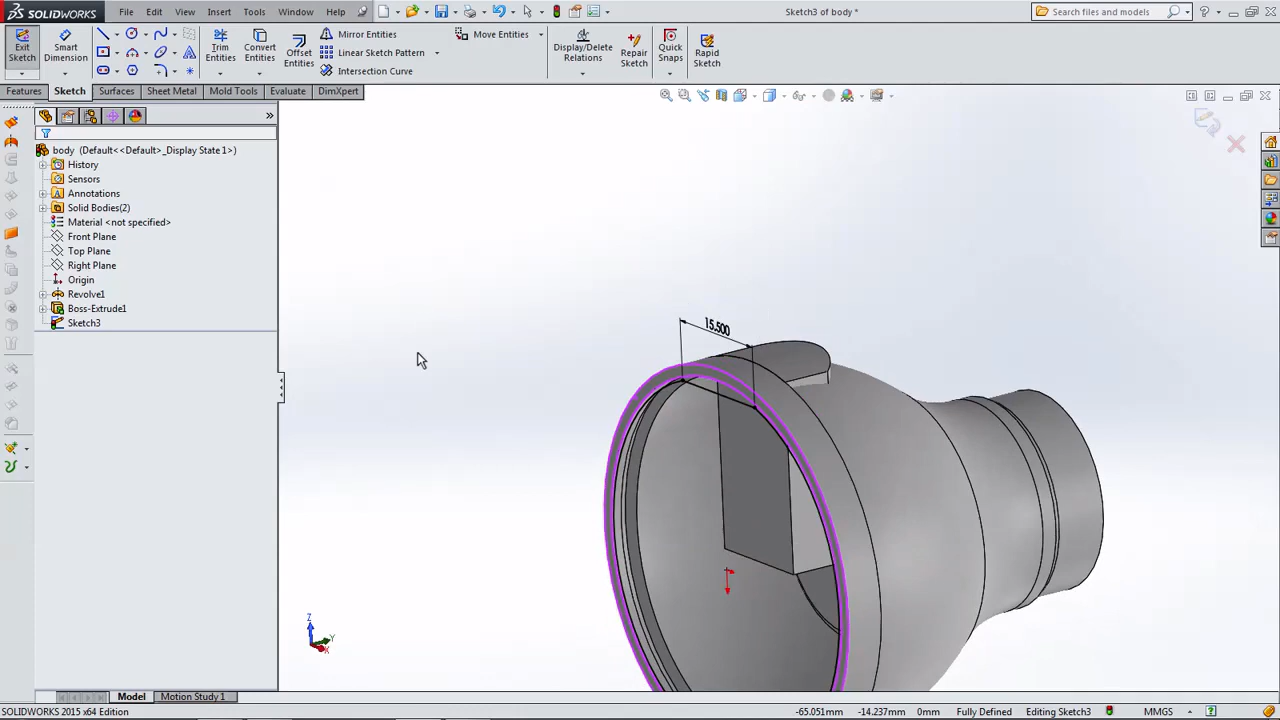 SOLIDWORKS
File Edit View Insert Tools Window Help
Sketch3 of body *
Search files and models
Exit Sketch
Smart Dimension
Trim Entities
Convert Entities
Offset Entities
Mirror Entities
Linear Sketch Pattern
Intersection Curve
Move Entities
Display/Delete Relations
Repair Sketch
Quick Snaps
Rapid Sketch
Features Sketch Surfaces Sheet Metal Mold Tools Evaluate DimXpert
body (Default<<Default>_Display State 1>)
History
Sensors
Annotations
Solid Bodies(2)
Material <not specified>
Front Plane
Top Plane
Right Plane
Origin
Revolve1
Boss-Extrude1
Sketch3
15.500
Z
Y
X
Model Motion Study 1
SOLIDWORKS 2015 x64 Edition
-65.051mm -14.237mm 0mm Fully Defined Editing Sketch3 MMGS